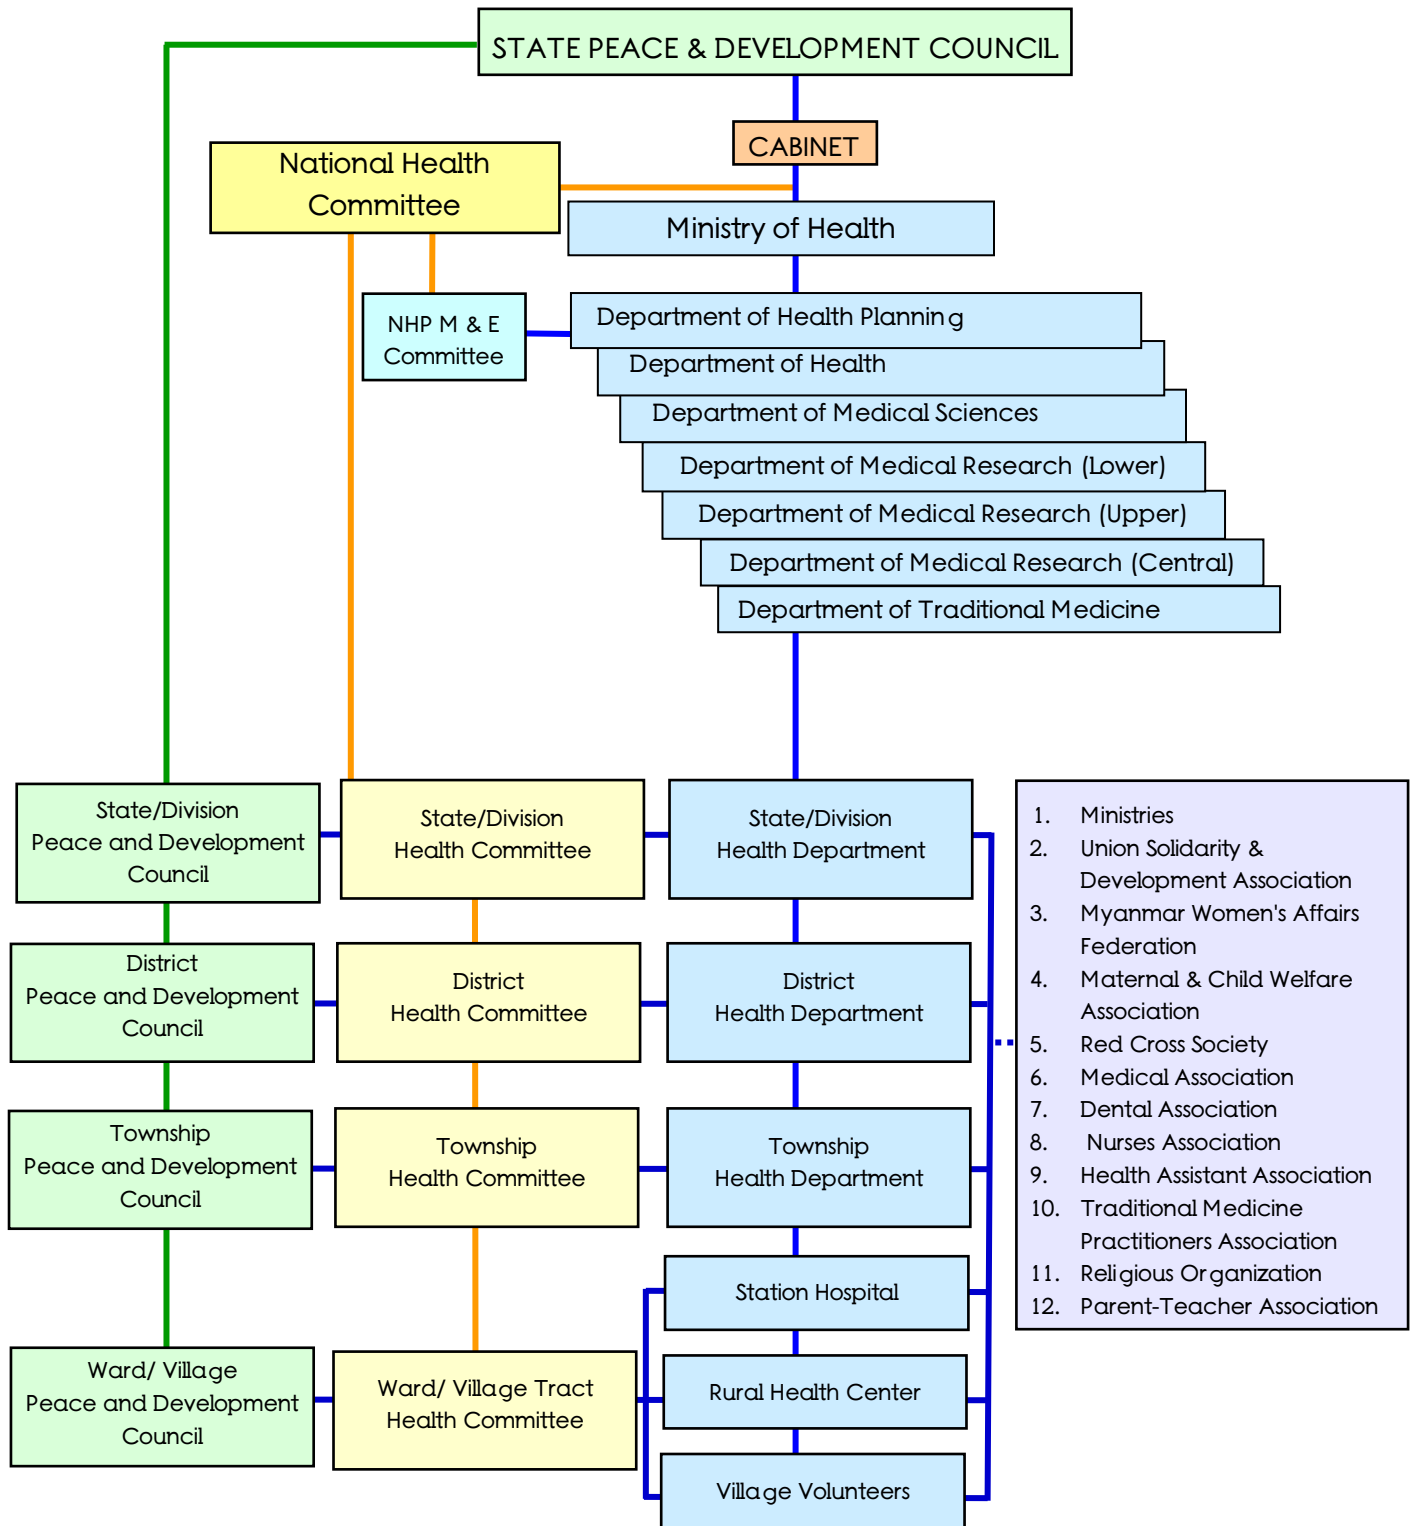 STATE PEACE & DEVELOPMENT COUNCIL
CABINET
National Health
Committee
Ministry of Health
NHP M & E
Committee
Department of Health Planning
Department of Health
Department of Medical Sciences
Department of Medical Research (Lower)
Department of Medical Research (Upper)
Department of Medical Research (Central)
Department of Traditional Medicine
State/Division
Peace and Development
Council
State/Division
Health Committee
State/Division
Health Department
District
Peace and Development
Council
District
Health Committee
District
Health Department
Township
Peace and Development
Council
Township
Health Committee
Township
Health Department
Station Hospital
Ward/ Village
Peace and Development
Council
Ward/ Village Tract
Health Committee
Rural Health Center
Village Volunteers
1. Ministries
2. Union Solidarity &
Development Association
3. Myanmar Women's Affairs
Federation
4. Maternal & Child Welfare
Association
5. Red Cross Society
6. Medical Association
7. Dental Association
8. Nurses Association
9. Health Assistant Association
10. Traditional Medicine
Practitioners Association
11. Religious Organization
12. Parent-Teacher Association